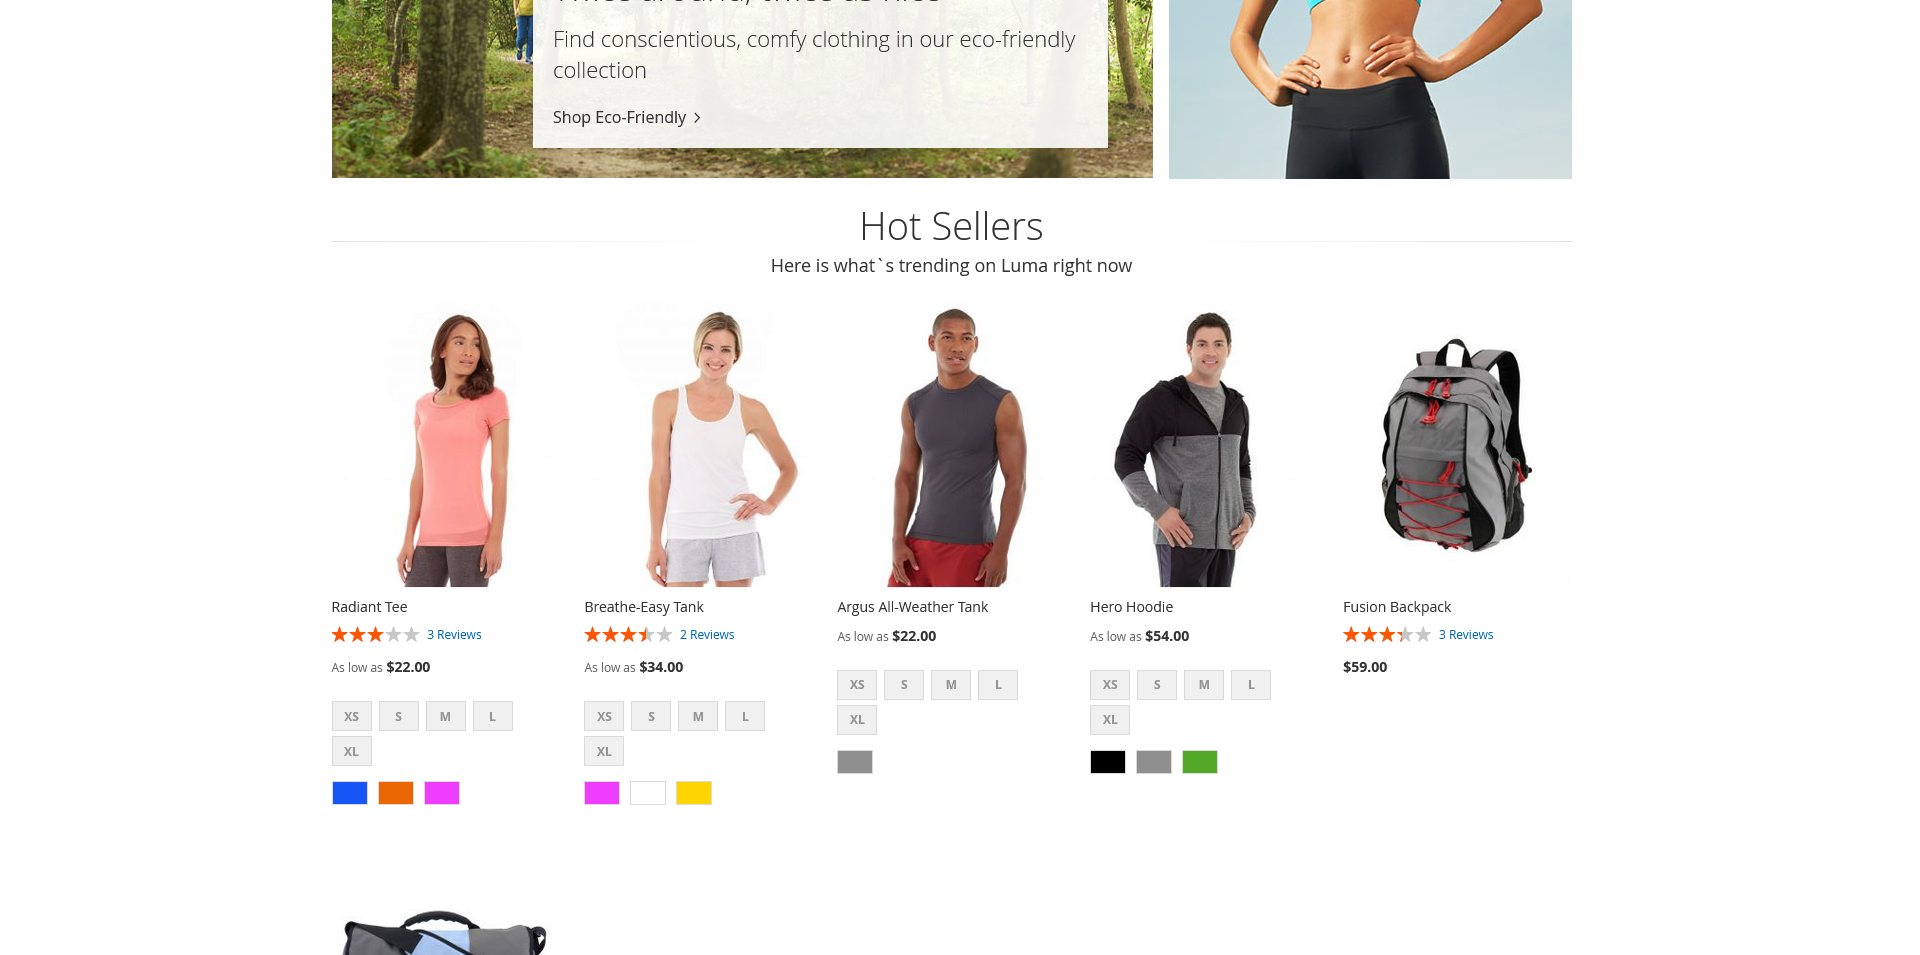 Find conscientious, comfy clothing in our eco-friendly
collection
Shop Eco-Friendly
Hot Sellers
Here is what`s trending on Luma right now
Radiant Tee
3 Reviews
As low as $22.00
XS S M L
XL
Breathe-Easy Tank
2 Reviews
As low as $34.00
XS S M L
XL
Argus All-Weather Tank
As low as $22.00
XS S M L
XL
Hero Hoodie
As low as $54.00
XS S M L
XL
Fusion Backpack
3 Reviews
$59.00